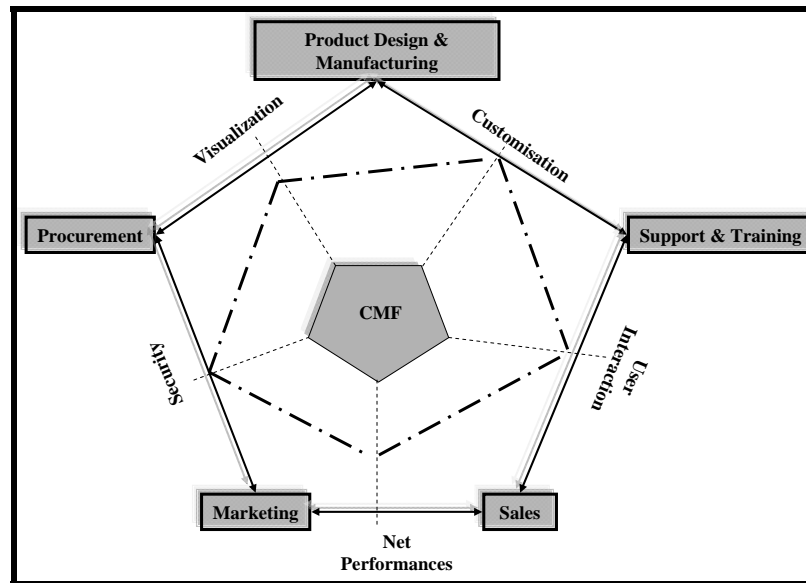 Product Design &
Manufacturing
Visualization
Customisation
Procurement
Support & Training
CMF
Security
User
Interaction
Marketing
Sales
Net
Performances